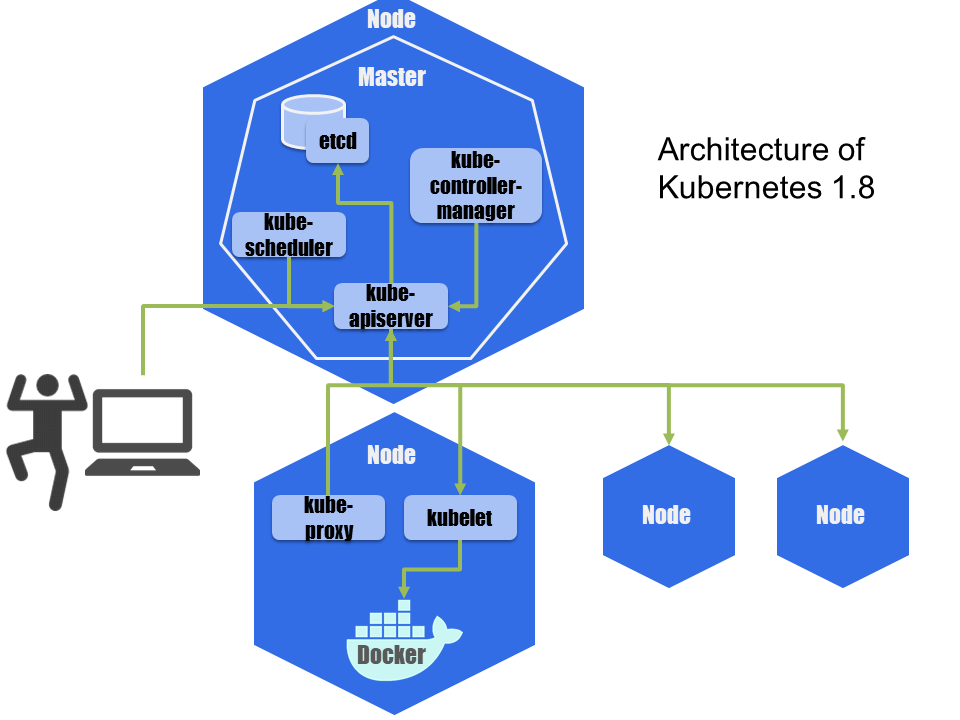 Node
Master
etcd
kube-
controller-
manager
Architecture of
Kubernetes 1.8
kube-
scheduler
kube-
apiserver
Node
kube-
proxy
kubelet
Node
Node
Docker